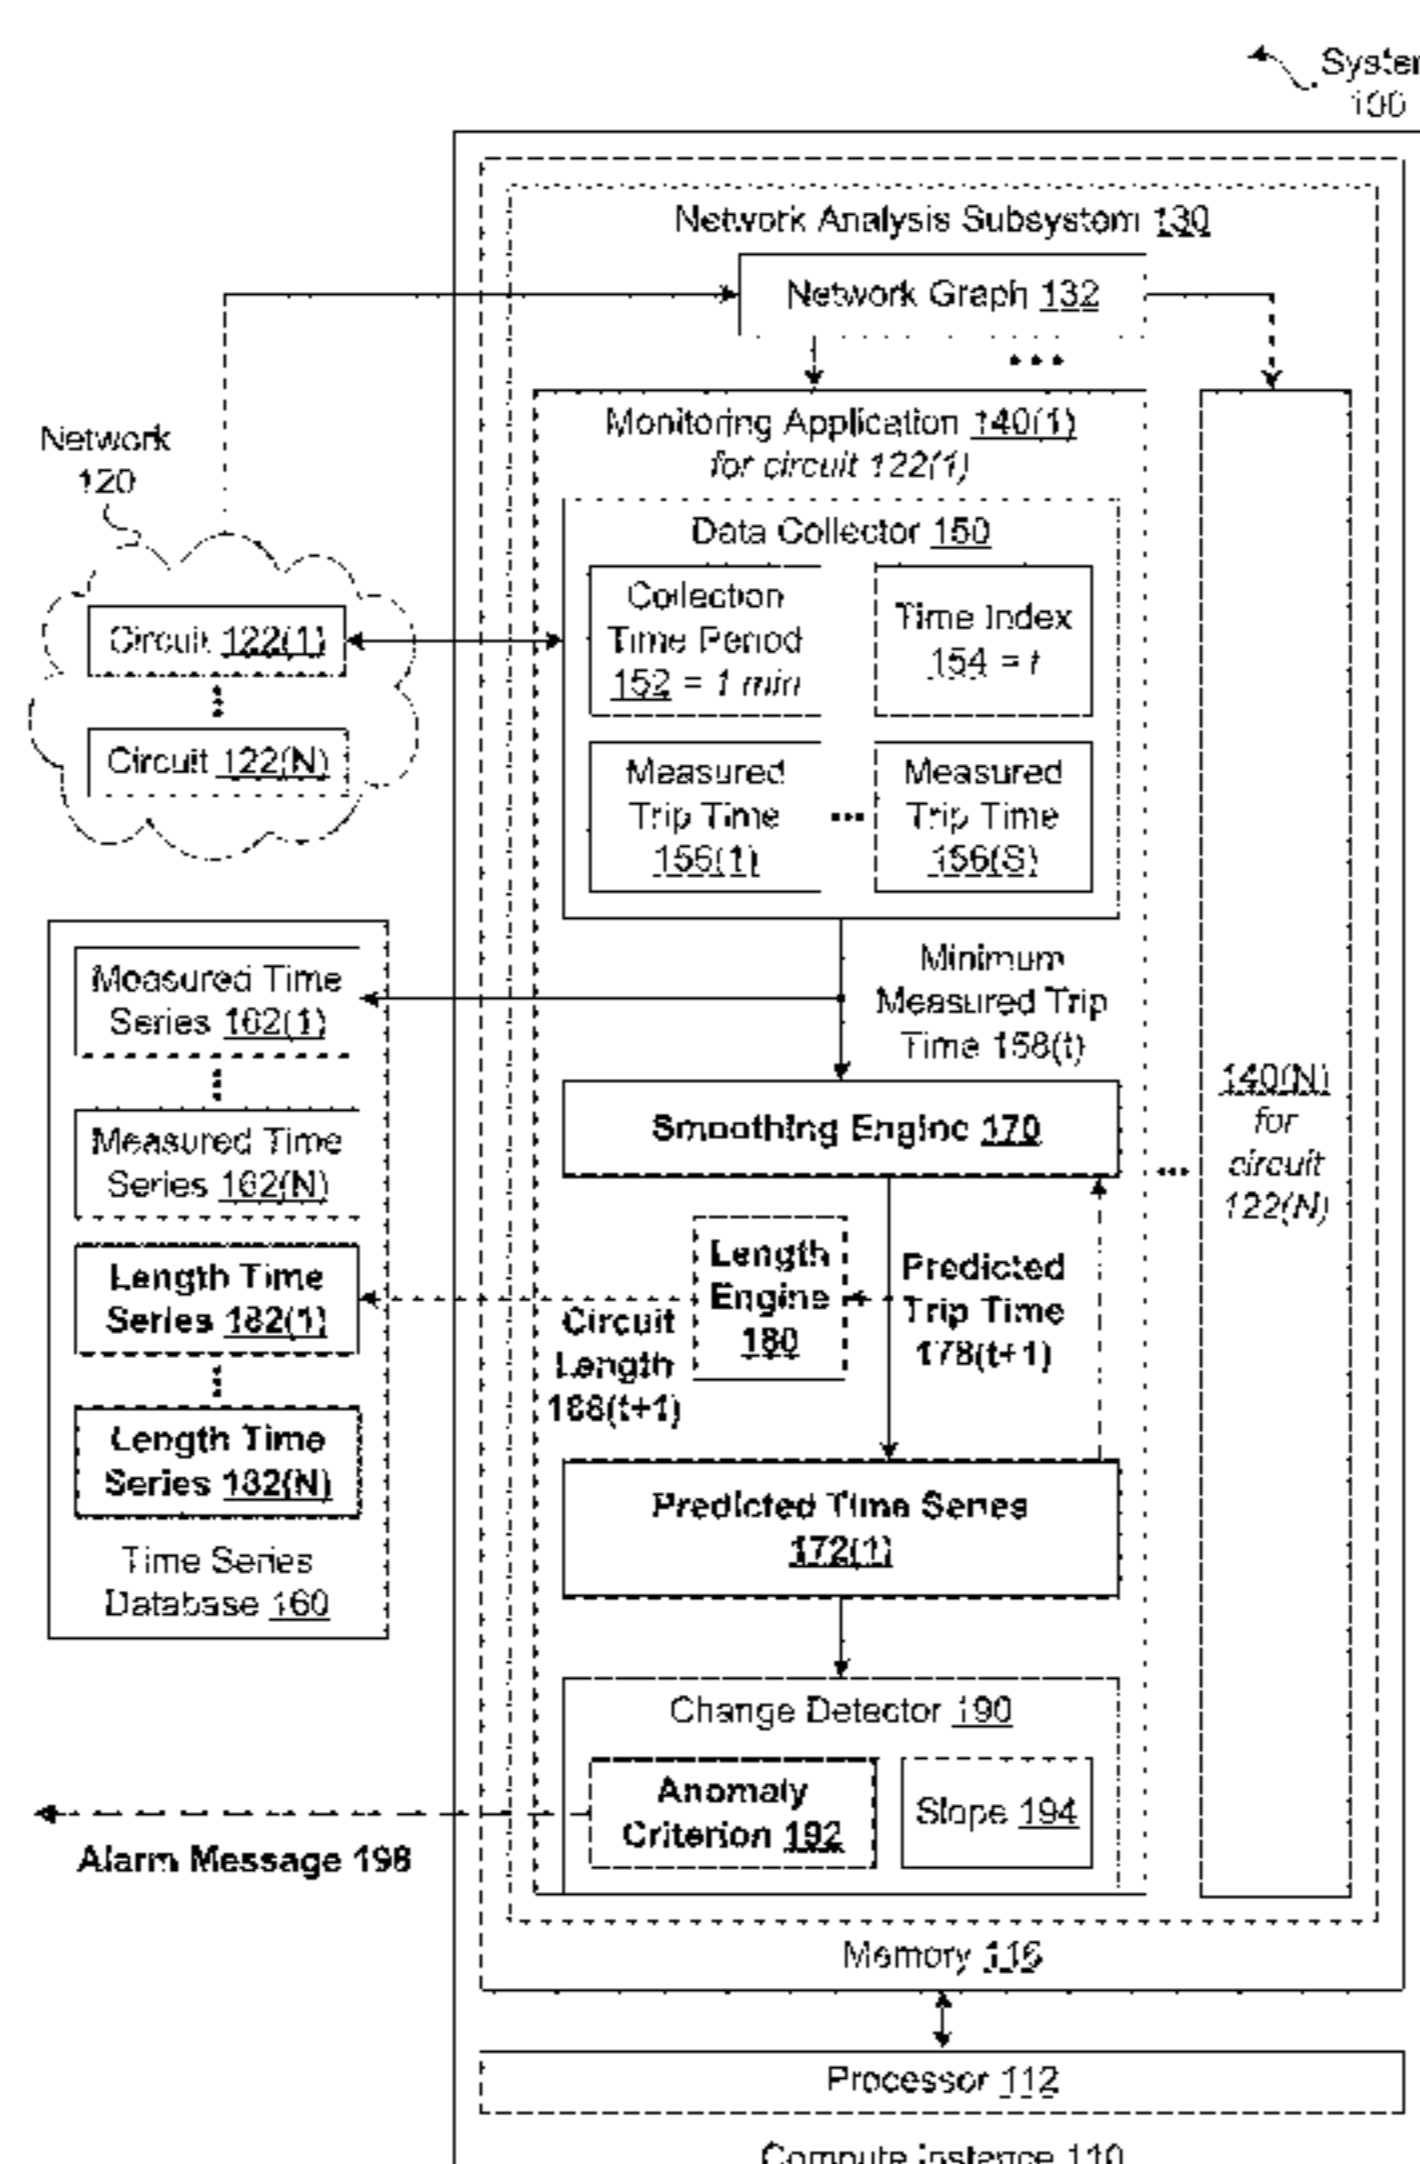 System
100
Network Analysis Subsystem 130
Network Graph 132
Monitoring Application 140(1)
for circuit 122(1)
Network
120
Data Collector 150
Collection
Time Period
152 = 1 min
Time Index
154 = t
Circuit 122(1)
Circuit 122(N)
Measured
Trip Time
156(1)
Measured
Trip Time
156(S)
Minimum
Measured Trip
Time 158(t)
Measured Time
Series 162(1)
Measured Time
Series 162(N)
Length Time
Series 182(1)
Length Time
Series 182(N)
Time Series
Database 160
Smoothing Engine 170
140(N)
for
circuit
122(N)
Length
Engine
180
Predicted
Trip Time
178(t+1)
Circuit
Length
188(t+1)
Predicted Time Series
172(1)
Change Detector 190
Anomaly
Criterion 192
Slope 194
Alarm Message 198
Memory 116
Processor 112
Compute instance 110